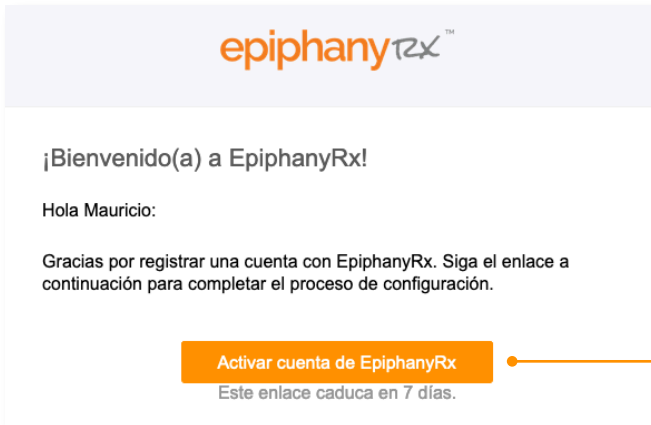 epiphanyRx™
¡Bienvenido(a) a EpiphanyRx!
Hola Mauricio:
Gracias por registrar una cuenta con EpiphanyRx. Siga el enlace a
continuación para completar el proceso de configuración.
Activar cuenta de EpiphanyRx
Este enlace caduca en 7 días.